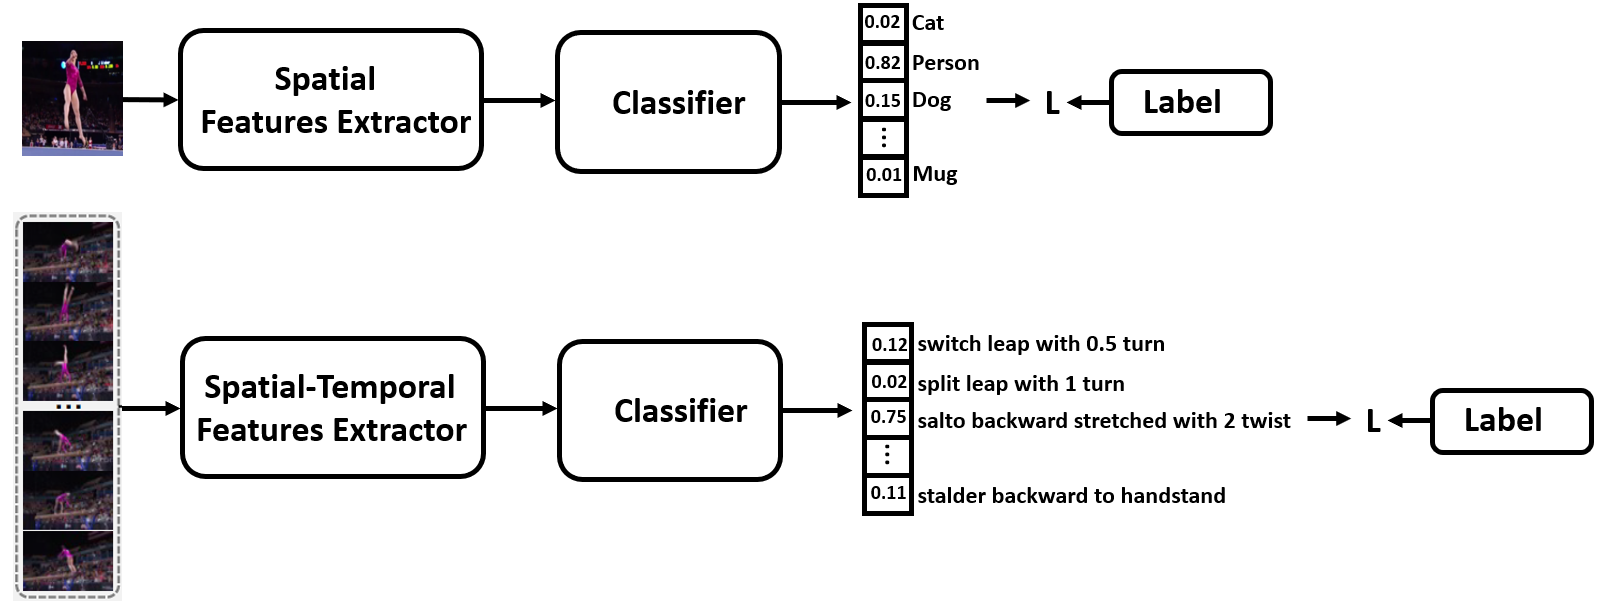 Spatial
Features Extractor
Classifier
0.02 Cat
0.82 Person
0.15 Dog
⋮
0.01 Mug
L
Label
...
Spatial-Temporal
Features Extractor
Classifier
0.12 switch leap with 0.5 turn
0.02 split leap with 1 turn
0.75 salto backward stretched with 2 twist
⋮
0.11 stalder backward to handstand
L
Label